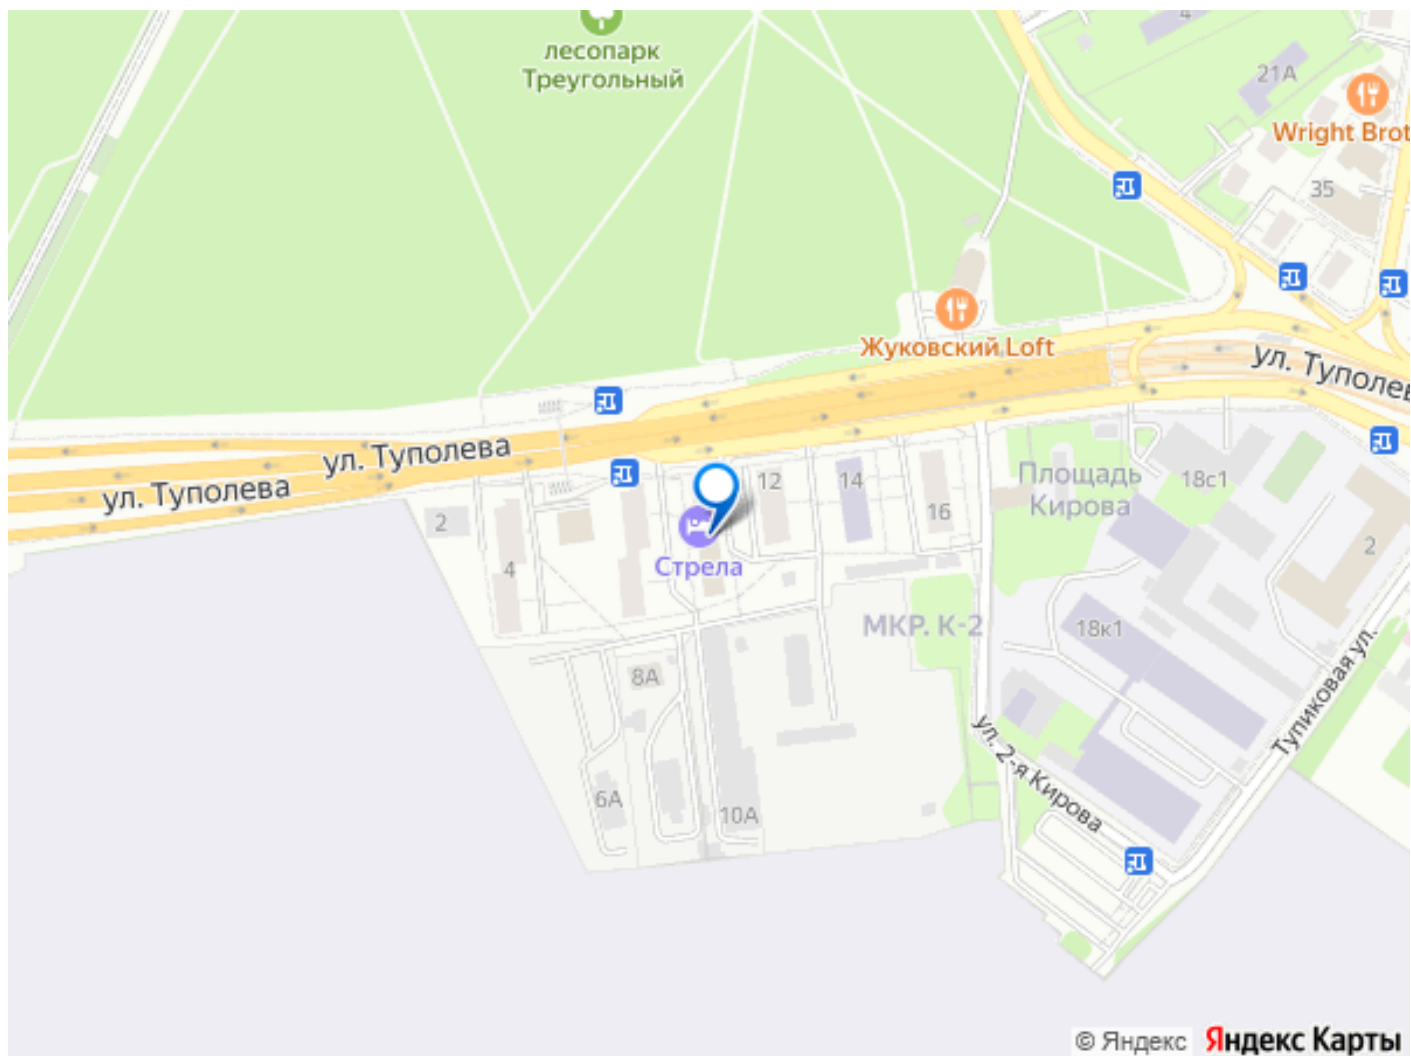 лесопарк
Треугольный
4
21А
Wright Brot
35
Жуковский Loft
ул. Туполев
ул. Туполева
ул. Туполева
2
4
12
14
16
Площадь
Кирова
18с1
2
Стрела
МКР. К-2
18к1
8А
6А
10А
ул. 2-я Кирова
Тупиковая ул.
© Яндекс Яндекс Карты